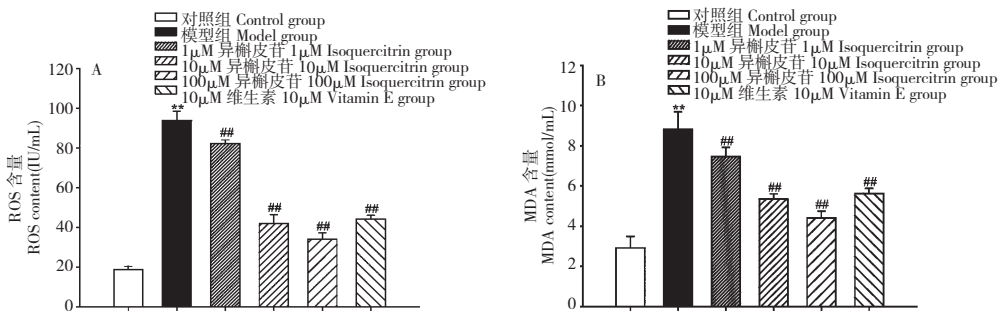 对照组 Control group
模型组 Model group
1μM 异槲皮苷 1μM Isoquercitrin group
10μM 异槲皮苷 10μM Isoquercitrin group
100μM 异槲皮苷 100μM Isoquercitrin group
10μM 维生素 10μM Vitamin E group
A
120
100
80
60
40
20
0
ROS 含量
ROS content(IU/mL)
**
##
##
##
##
对照组 Control group
模型组 Model group
1μM 异槲皮苷 1μM Isoquercitrin group
10μM 异槲皮苷 10μM Isoquercitrin group
100μM 异槲皮苷 100μM Isoquercitrin group
10μM 维生素 10μM Vitamin E group
B
12
10
8
6
4
2
0
MDA 含量
MDA content(mmol/mL)
**
##
##
##
##